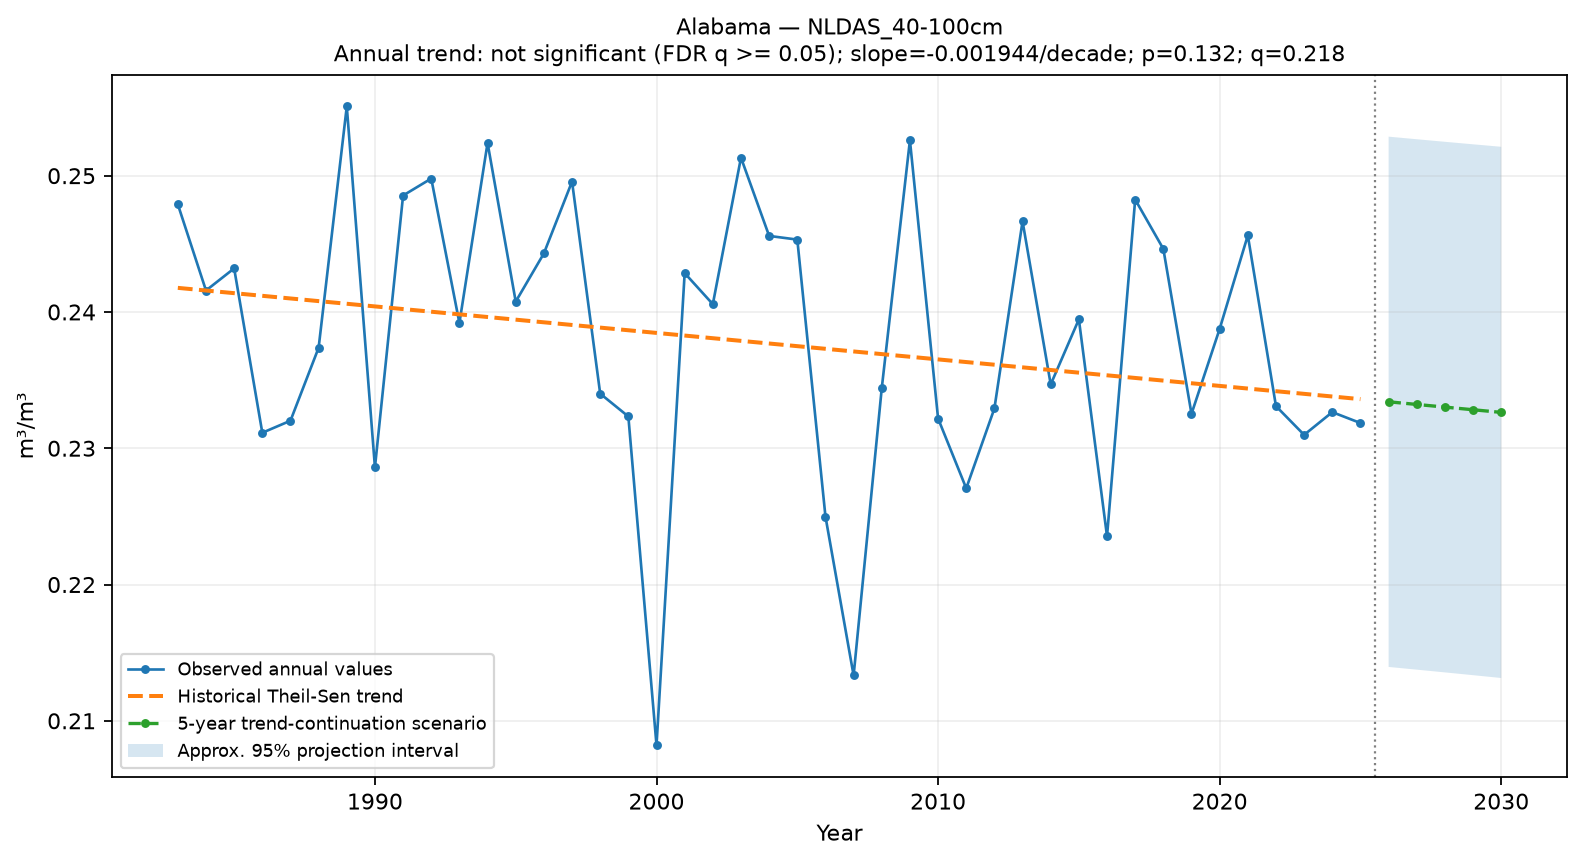 Alabama — NLDAS_40-100cm
Annual trend: not significant (FDR q >= 0.05); slope=-0.001944/decade; p=0.132; q=0.218
0.25
0.24
0.23
0.22
0.21
m³/m³
Observed annual values
Historical Theil-Sen trend
5-year trend-continuation scenario
Approx. 95% projection interval
1990 2000 2010 2020 2030
Year